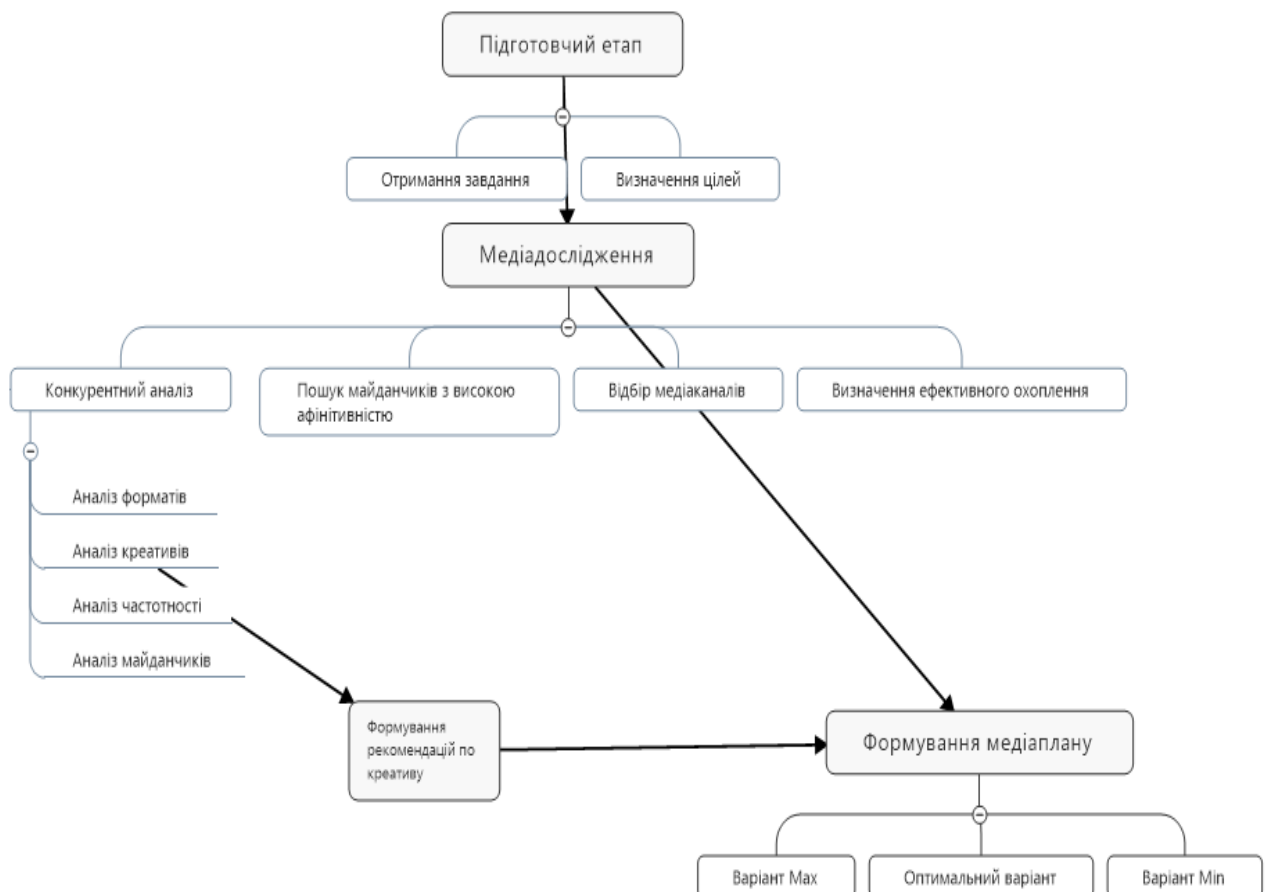 Підготовчий етап
Отримання завдання
Визначення цілей
Медіадослідження
Конкурентний аналіз
Пошук майданчиків з високою
афінітивністю
Відбір медіаканалів
Визначення ефективного охоплення
Аналіз форматів
Аналіз креативів
Аналіз частотності
Аналіз майданчиків
Формування
рекомендацій по
креативу
Формування медіаплану
Варіант Max
Оптимальний варіант
Варіант Min